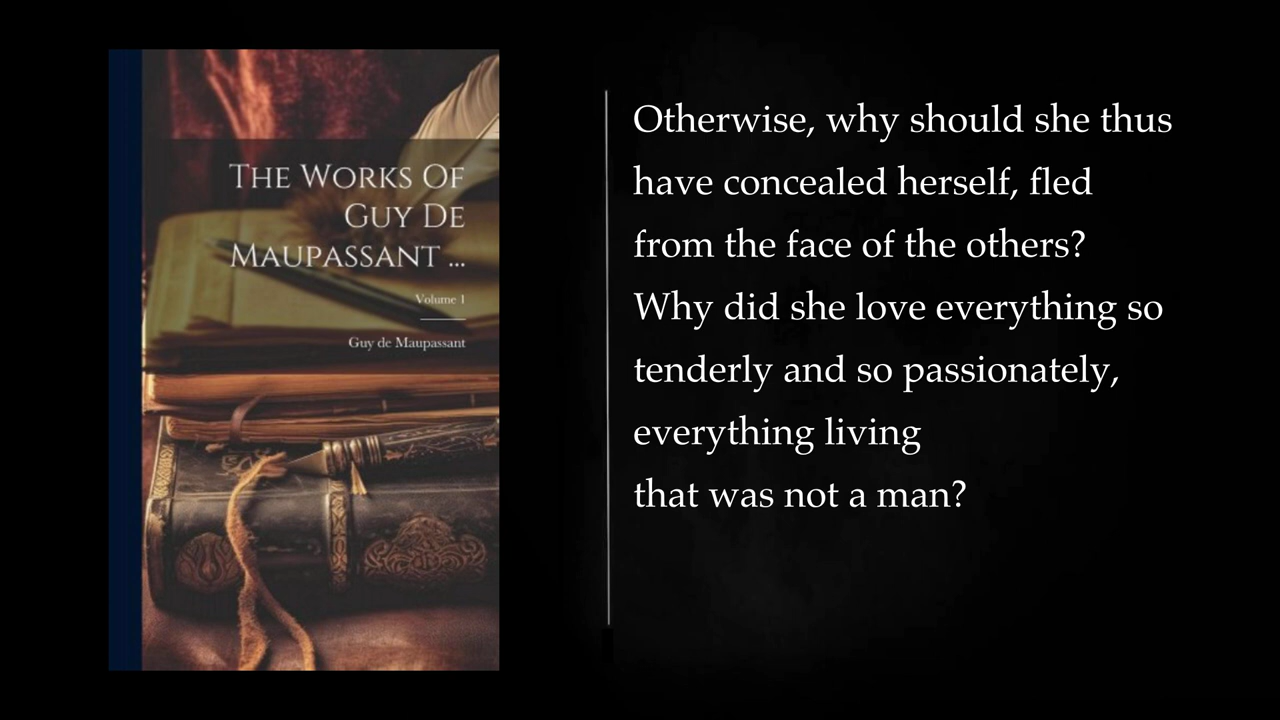 The Works Of
Guy De
Maupassant ...
Volume 1
Guy de Maupassant
Otherwise, why should she thus
have concealed herself, fled
from the face of the others?
Why did she love everything so
tenderly and so passionately,
everything living
that was not a man?